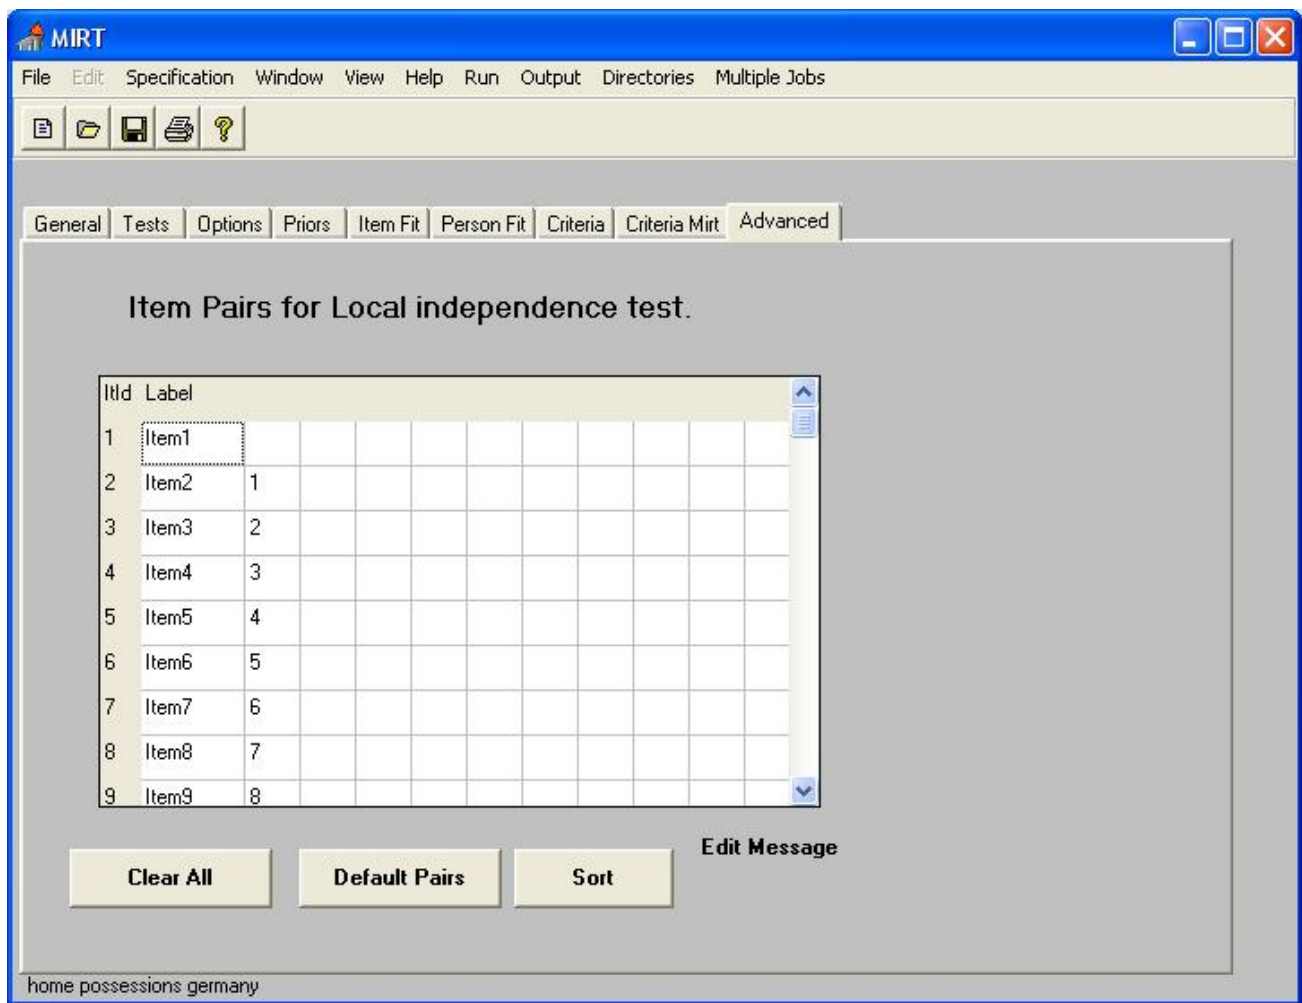 MIRT
File Edit Specification Window View Help Run Output Directories Multiple Jobs
General Tests Options Priors Item Fit Person Fit Criteria Criteria Mirt Advanced
Item Pairs for Local independence test.
ItId Label
1 Item1
2 Item2 1
3 Item3 2
4 Item4 3
5 Item5 4
6 Item6 5
7 Item7 6
8 Item8 7
9 Item9 8
Edit Message
Clear All Default Pairs Sort
home possessions germany